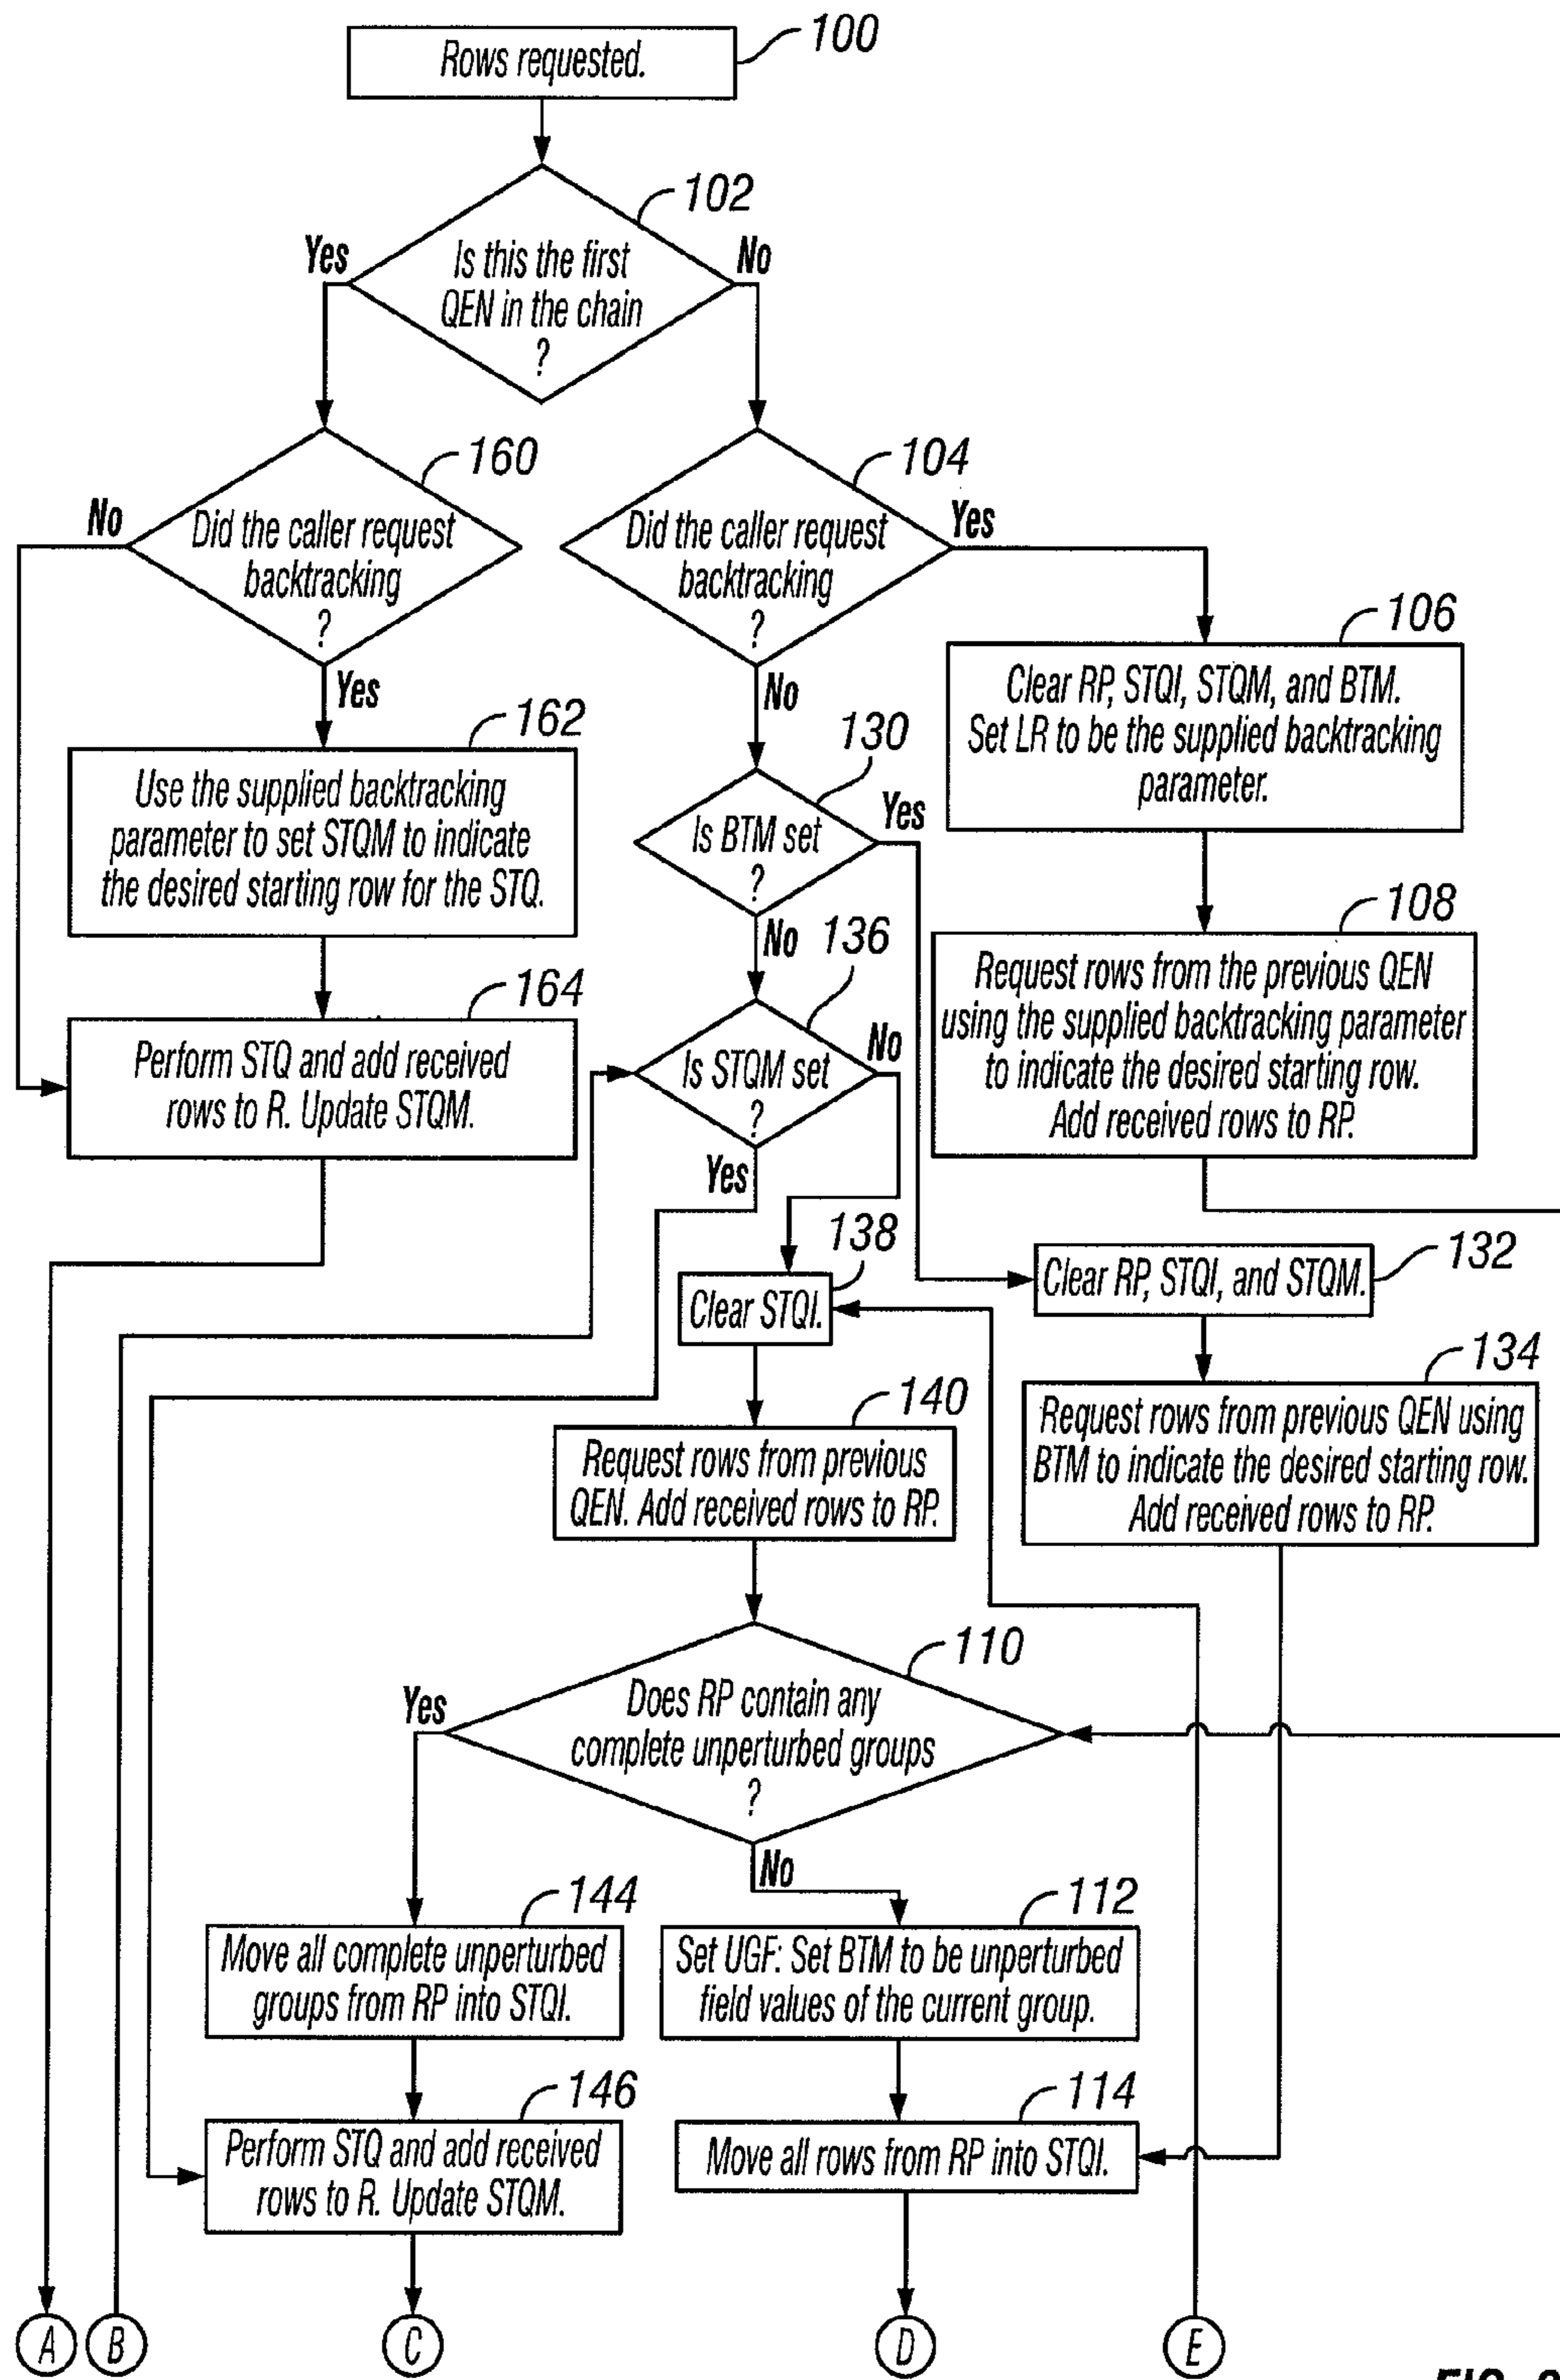 Rows requested.
100
102
Yes
No
Is this the first
QEN in the chain
?
160
104
No
Did the caller request
backtracking
?
Yes
Did the caller request
backtracking
?
Yes
No
106
Clear RP, STQI, STQM, and BTM.
Set LR to be the supplied backtracking
parameter.
162
Use the supplied backtracking
parameter to set STQM to indicate
the desired starting row for the STQ.
130
Is BTM set
?
Yes
No
108
Request rows from the previous QEN
using the supplied backtracking parameter
to indicate the desired starting row.
Add received rows to RP.
164
Perform STQ and add received
rows to R. Update STQM.
136
Is STQM set
?
No
Yes
138
Clear STQI.
132
Clear RP, STQI, and STQM.
134
Request rows from previous QEN using
BTM to indicate the desired starting row.
Add received rows to RP.
140
Request rows from previous
QEN. Add received rows to RP.
110
Yes
Does RP contain any
complete unperturbed groups
?
No
144
Move all complete unperturbed
groups from RP into STQI.
112
Set UGF: Set BTM to be unperturbed
field values of the current group.
146
Perform STQ and add received
rows to R. Update STQM.
114
Move all rows from RP into STQI.
A
B
C
D
E